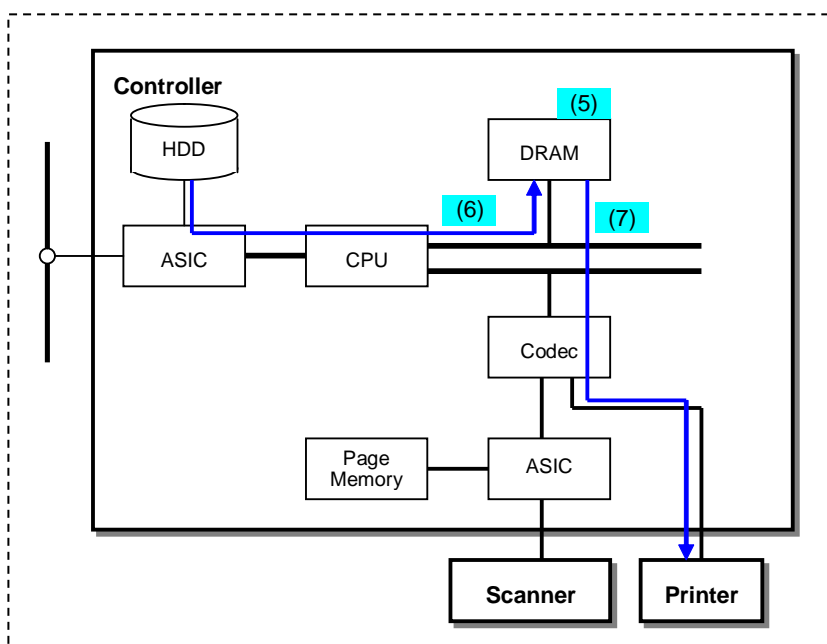 Controller
(5)
HDD
DRAM
(6)
(7)
ASIC
CPU
Codec
Page
Memory
ASIC
Scanner
Printer